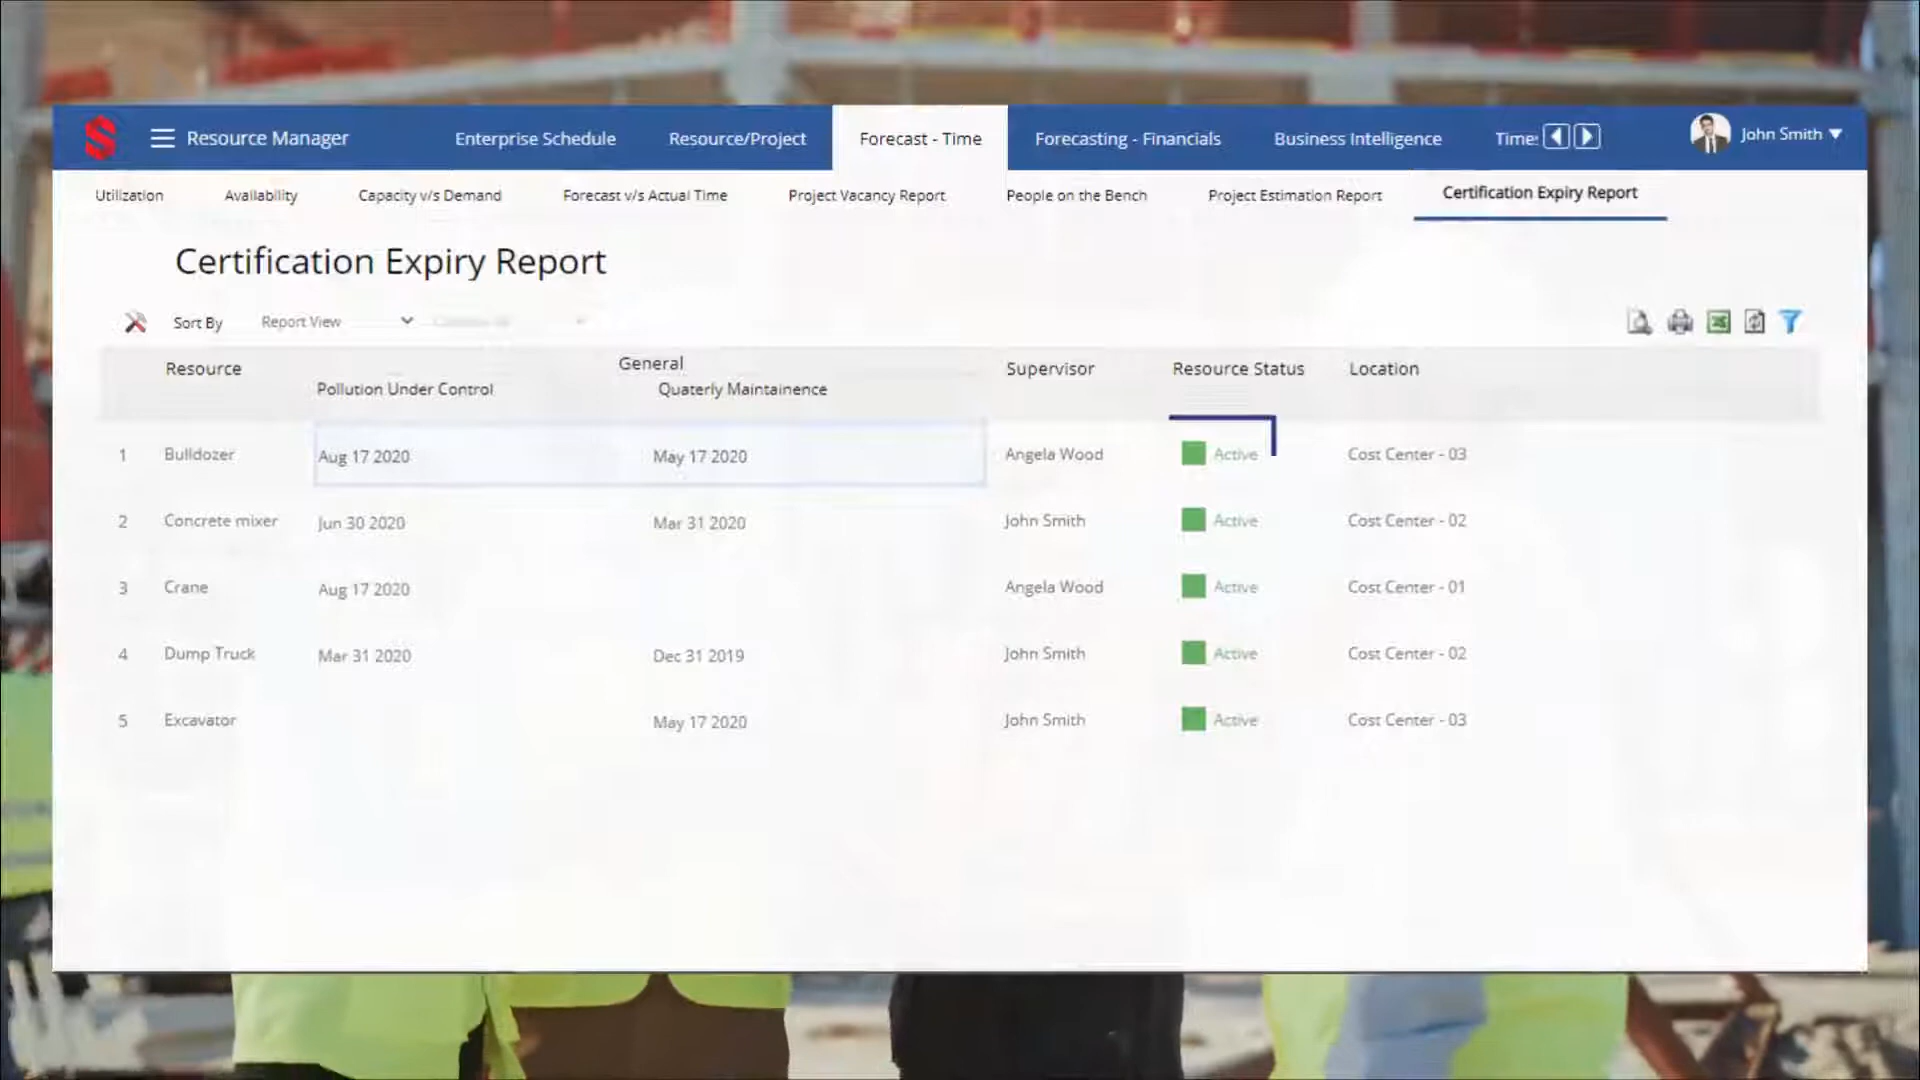 Resource Manager Enterprise Schedule Resource/Project Forecast - Time Forecasting - Financials Business Intelligence Time: John Smith
Utilization Availability Capacity v/s Demand Forecast v/s Actual Time Project Vacancy Report People on the Bench Project Estimation Report Certification Expiry Report
Certification Expiry Report
Sort By Report View
Resource General Supervisor Resource Status Location
Pollution Under Control Quaterly Maintainence
1 Bulldozer Aug 17 2020 May 17 2020 Angela Wood Active Cost Center - 03
2 Concrete mixer Jun 30 2020 Mar 31 2020 John Smith Active Cost Center - 02
3 Crane Aug 17 2020 Angela Wood Active Cost Center - 01
4 Dump Truck Mar 31 2020 Dec 31 2019 John Smith Active Cost Center - 02
5 Excavator May 17 2020 John Smith Active Cost Center - 03